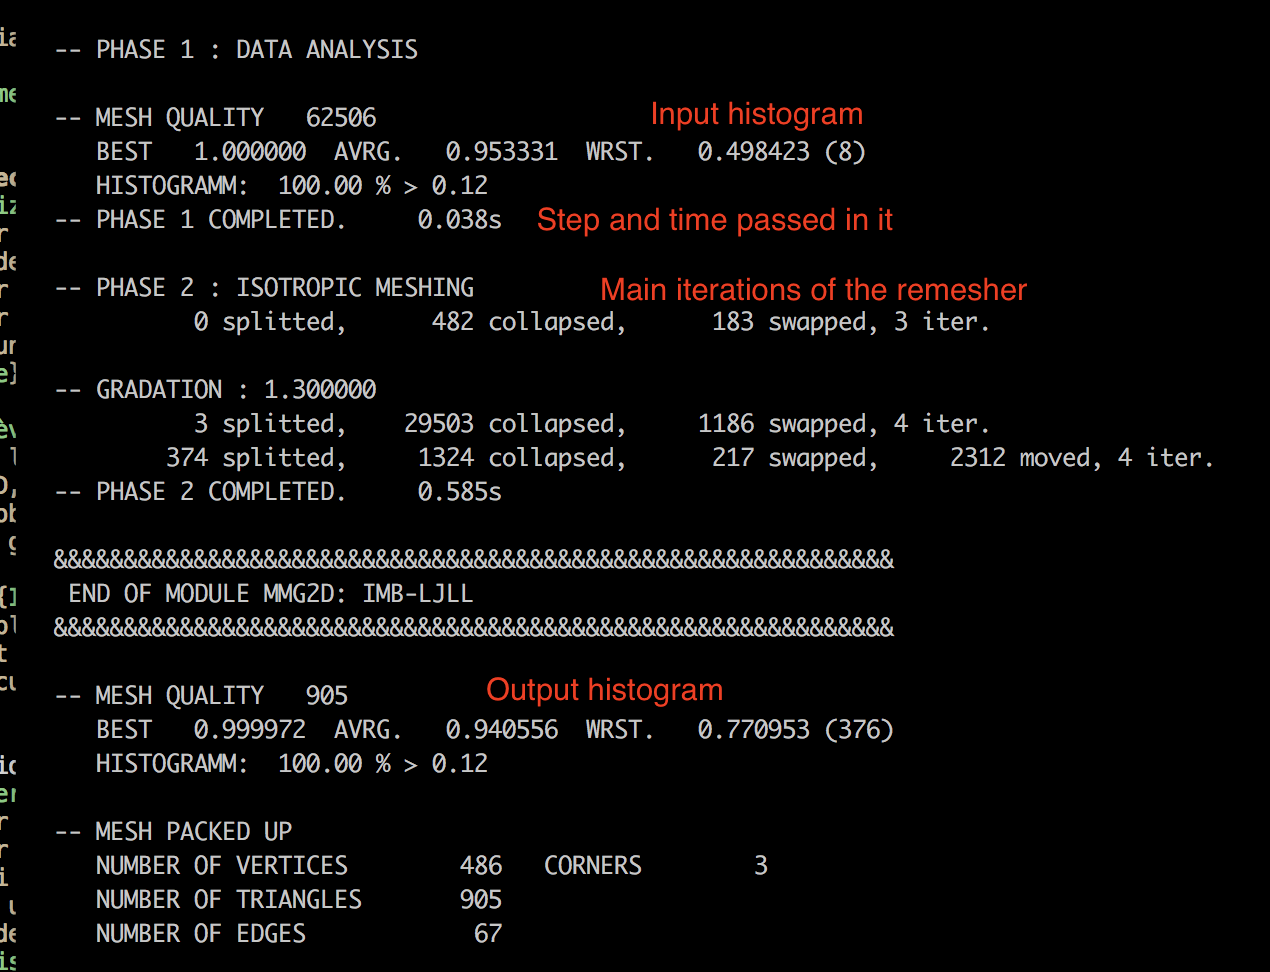 -- PHASE 1 : DATA ANALYSIS
-- MESH QUALITY 62506 Input histogram
BEST 1.000000 AVRG. 0.953331 WRST. 0.498423 (8)
HISTOGRAMM: 100.00 % > 0.12
-- PHASE 1 COMPLETED. 0.038s Step and time passed in it
-- PHASE 2 : ISOTROPIC MESHING Main iterations of the remesher
0 splitted, 482 collapsed, 183 swapped, 3 iter.
-- GRADATION : 1.300000
3 splitted, 29503 collapsed, 1186 swapped, 4 iter.
374 splitted, 1324 collapsed, 217 swapped, 2312 moved, 4 iter.
-- PHASE 2 COMPLETED. 0.585s
&&&&&&&&&&&&&&&&&&&&&&&&&&&&&&&&&&&&&&&&&&&&&&&&&&&&&&&&&&&&
END OF MODULE MMG2D: IMB-LJLL
&&&&&&&&&&&&&&&&&&&&&&&&&&&&&&&&&&&&&&&&&&&&&&&&&&&&&&&&&&&&
-- MESH QUALITY 905 Output histogram
BEST 0.999972 AVRG. 0.940556 WRST. 0.770953 (376)
HISTOGRAMM: 100.00 % > 0.12
-- MESH PACKED UP
NUMBER OF VERTICES 486 CORNERS 3
NUMBER OF TRIANGLES 905
NUMBER OF EDGES 67